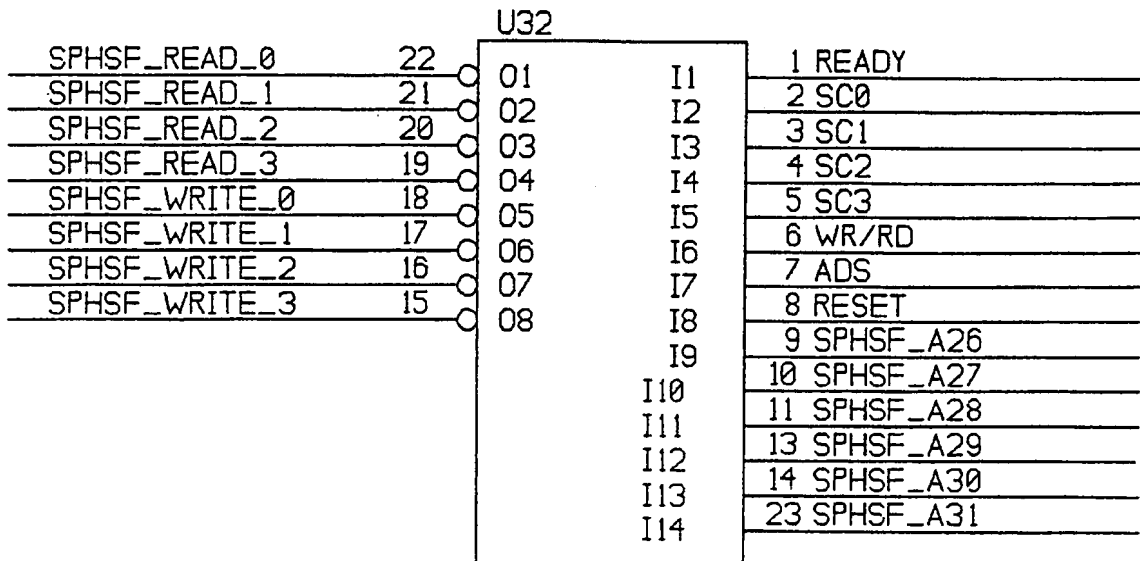 U32
SPHSF_READ_0 22 O1 I1 1 READY
SPHSF_READ_1 21 O2 I2 2 SC0
SPHSF_READ_2 20 O3 I3 3 SC1
SPHSF_READ_3 19 O4 I4 4 SC2
SPHSF_WRITE_0 18 O5 I5 5 SC3
SPHSF_WRITE_1 17 O6 I6 6 WR/RD
SPHSF_WRITE_2 16 O7 I7 7 ADS
SPHSF_WRITE_3 15 O8 I8 8 RESET
I9 9 SPHSF_A26
I10 10 SPHSF_A27
I11 11 SPHSF_A28
I12 13 SPHSF_A29
I13 14 SPHSF_A30
I14 23 SPHSF_A31